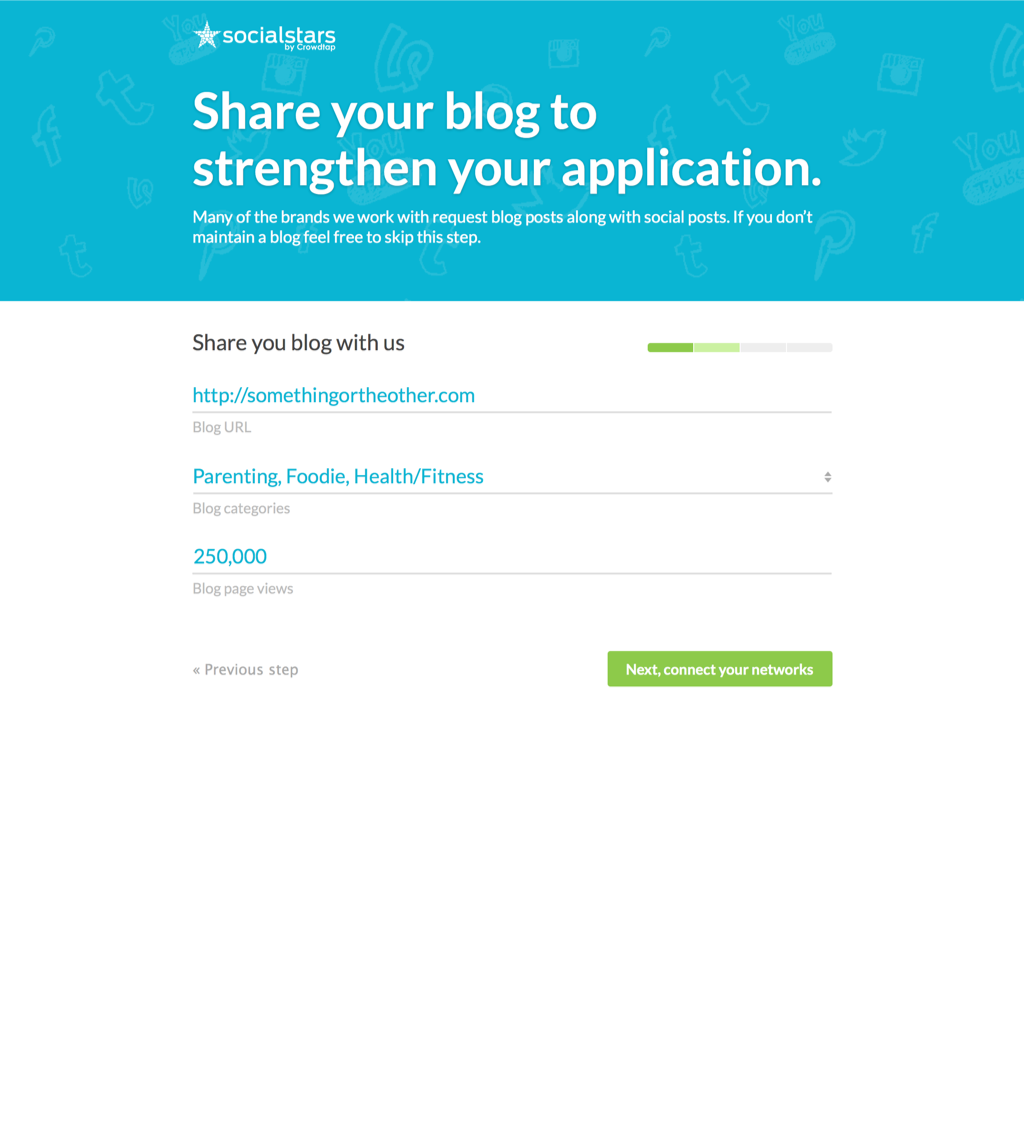 socialstars
by Crowdtap
Share your blog to
strengthen your application.
Many of the brands we work with request blog posts along with social posts. If you don't
maintain a blog feel free to skip this step.
Share you blog with us
http://somethingortheother.com
Blog URL
Parenting, Foodie, Health/Fitness
Blog categories
250,000
Blog page views
« Previous step
Next, connect your networks